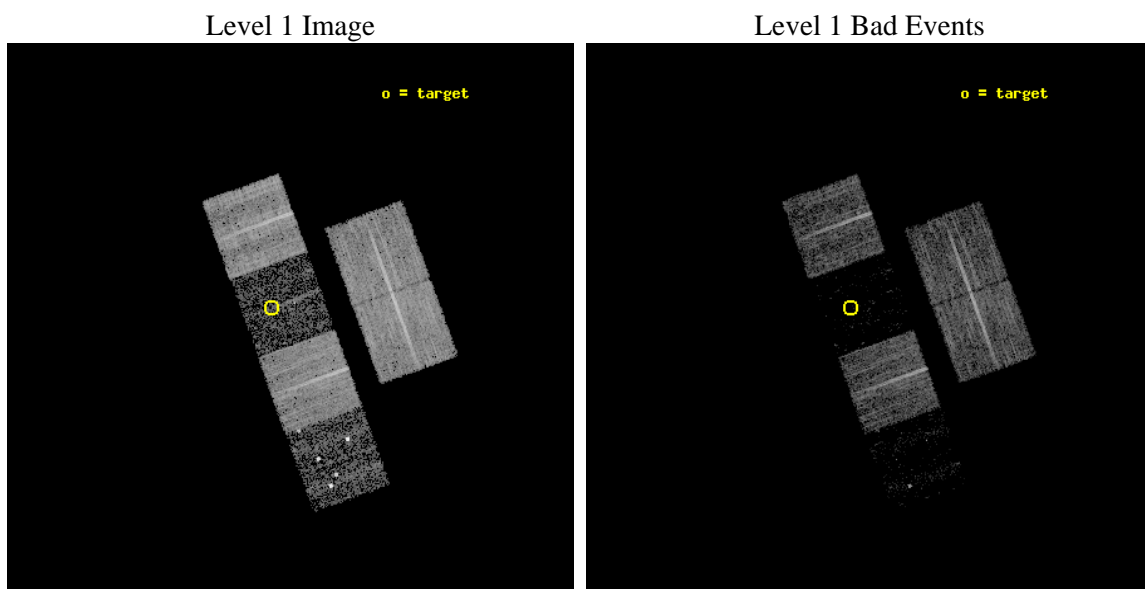 Level 1 Image
Level 1 Bad Events
o = target
o = target